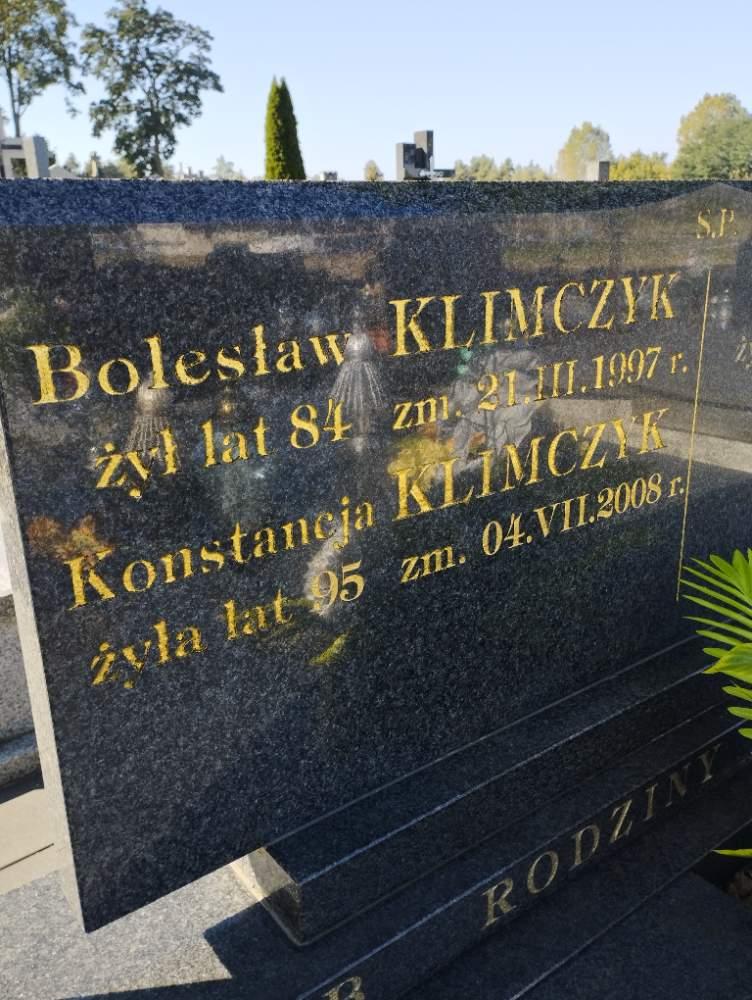 Ś.P.
Bolesław KLIMCZYK
żył lat 84 zm. 21.III.1997 r.
Konstancja KLIMCZYK
żyła lat 95 zm. 04.VII.2008 r.
RODZINY